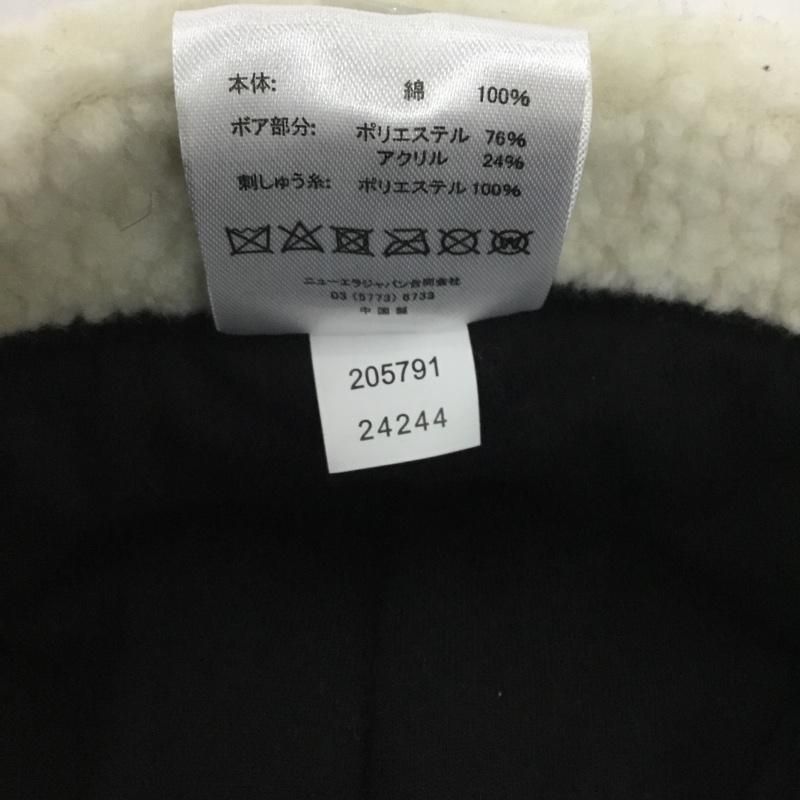 本体: 綿 100%
ボア部分: ポリエステル 76%
アクリル 24%
刺しゅう糸: ポリエステル 100%
W
ニューエラジャパン合同会社
03 (5773) 8733
中国製
205791
24244